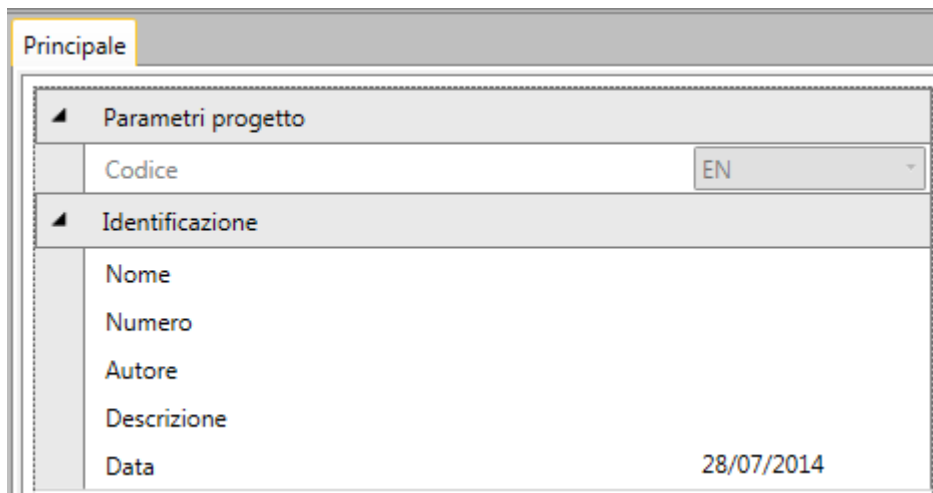 Principale
Parametri progetto
Codice EN
Identificazione
Nome
Numero
Autore
Descrizione
Data 28/07/2014